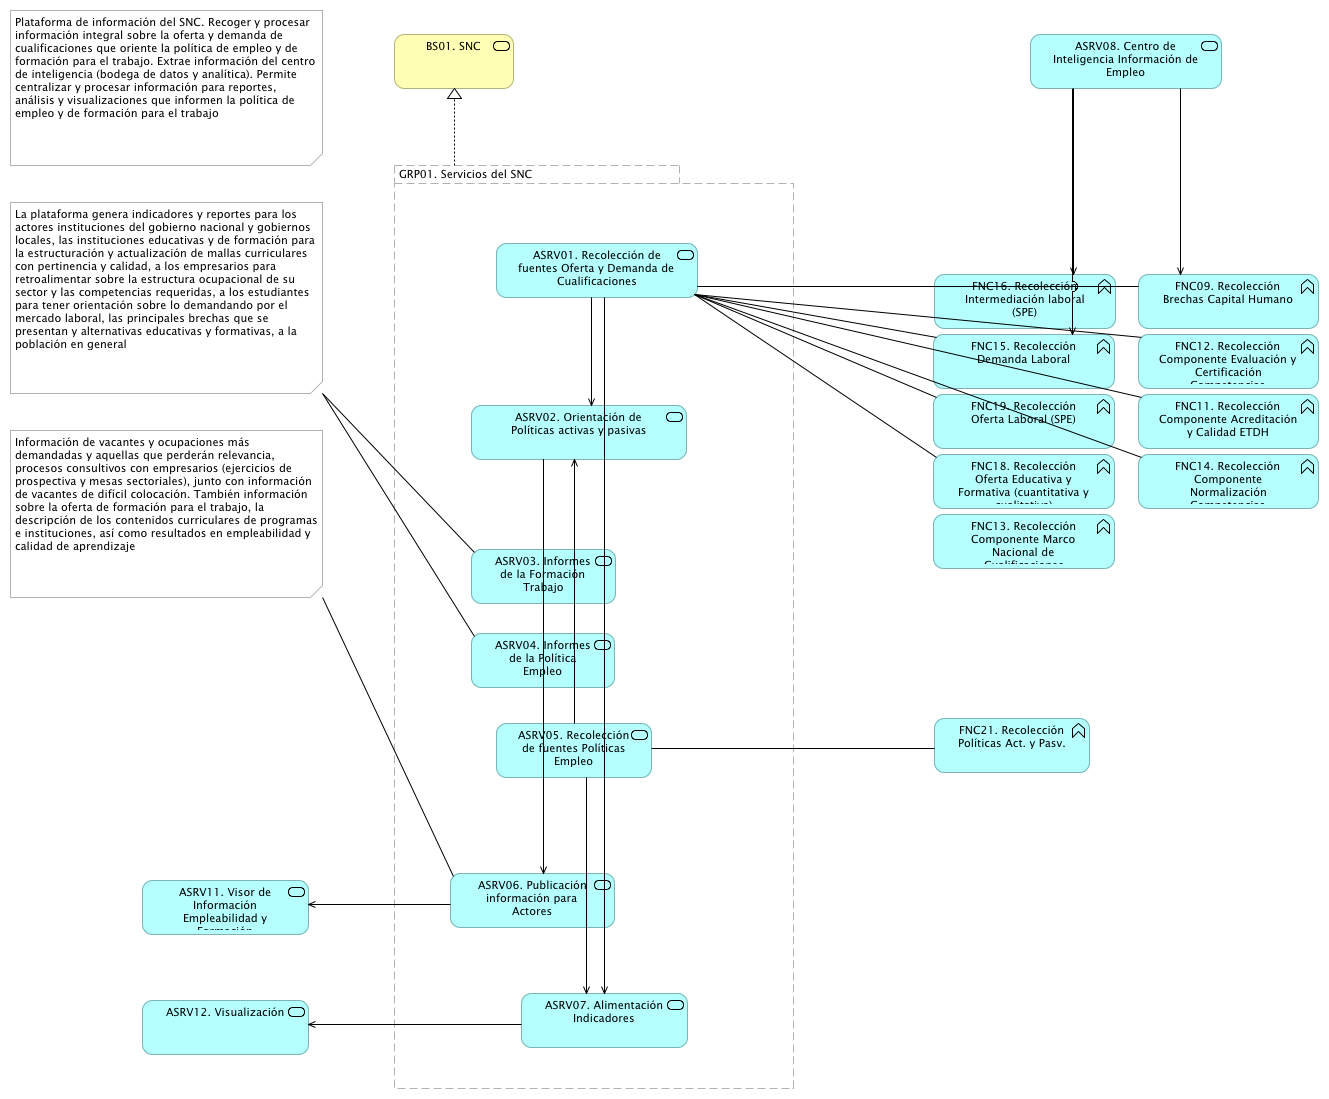 Plataforma de información del SNC. Recoger y procesar
información integral sobre la oferta y demanda de
cualificaciones que oriente la política de empleo y de
formación para el trabajo. Extrae información del centro
de inteligencia (bodega de datos y analítica). Permite
centralizar y procesar información para reportes,
análisis y visualizaciones que informen la política de
empleo y de formación para el trabajo
La plataforma genera indicadores y reportes para los
actores instituciones del gobierno nacional y gobiernos
locales, las instituciones educativas y de formación para
la estructuración y actualización de mallas curriculares
con pertinencia y calidad, a los empresarios para
retroalimentar sobre la estructura ocupacional de su
sector y las competencias requeridas, a los estudiantes
para tener orientación sobre lo demandando por el
mercado laboral, las principales brechas que se
presentan y alternativas educativas y formativas, a la
población en general
Información de vacantes y ocupaciones más
demandadas y aquellas que perderán relevancia,
procesos consultivos con empresarios (ejercicios de
prospectiva y mesas sectoriales), junto con información
de vacantes de difícil colocación. También información
sobre la oferta de formación para el trabajo, la
descripción de los contenidos curriculares de programas
e instituciones, así como resultados en empleabilidad y
calidad de aprendizaje
BS01. SNC
GRP01. Servicios del SNC
ASRV01. Recolección de
fuentes Oferta y Demanda de
Cualificaciones
ASRV02. Orientación de
Políticas activas y pasivas
ASRV03. Informes
de la Formación
Trabajo
ASRV04. Informes
de la Política
Empleo
ASRV05. Recolección
de fuentes Políticas
Empleo
ASRV06. Publicación
información para
Actores
ASRV07. Alimentación
Indicadores
ASRV11. Visor de
Información
Empleabilidad y
Formación
ASRV12. Visualización
ASRV08. Centro de
Inteligencia Información de
Empleo
FNC16. Recolección
Intermediación laboral
(SPE)
FNC09. Recolección
Brechas Capital Humano
FNC15. Recolección
Demanda Laboral
FNC12. Recolección
Componente Evaluación y
Certificación
Competencias
FNC19. Recolección
Oferta Laboral (SPE)
FNC11. Recolección
Componente Acreditación
y Calidad ETDH
FNC18. Recolección
Oferta Educativa y
Formativa (cuantitativa y
cualitativa)
FNC14. Recolección
Componente
Normalización
Competencias
FNC13. Recolección
Componente Marco
Nacional de
Cualificaciones
FNC21. Recolección
Políticas Act. y Pasv.